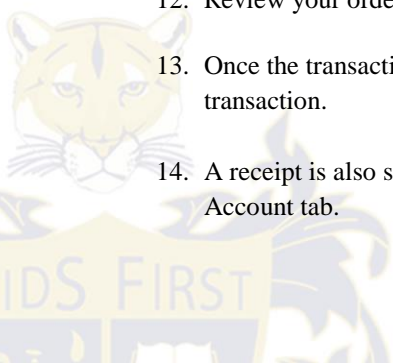 12. Review your orde
13. Once the transacti
transaction.
14. A receipt is also s
Account tab.
IDS FIRST